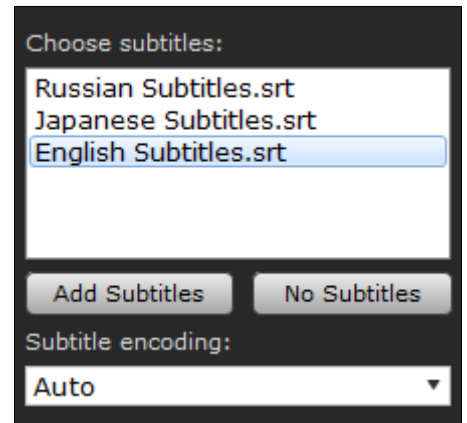 Choose subtitles:
Russian Subtitles.srt
Japanese Subtitles.srt
English Subtitles.srt
Add Subtitles No Subtitles
Subtitle encoding:
Auto